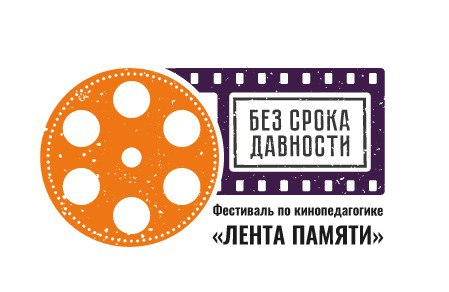 БЕЗ СРОКА
ДАВНОСТИ
Фестиваль по кинопедагогике
«ЛЕНТА ПАМЯТИ»